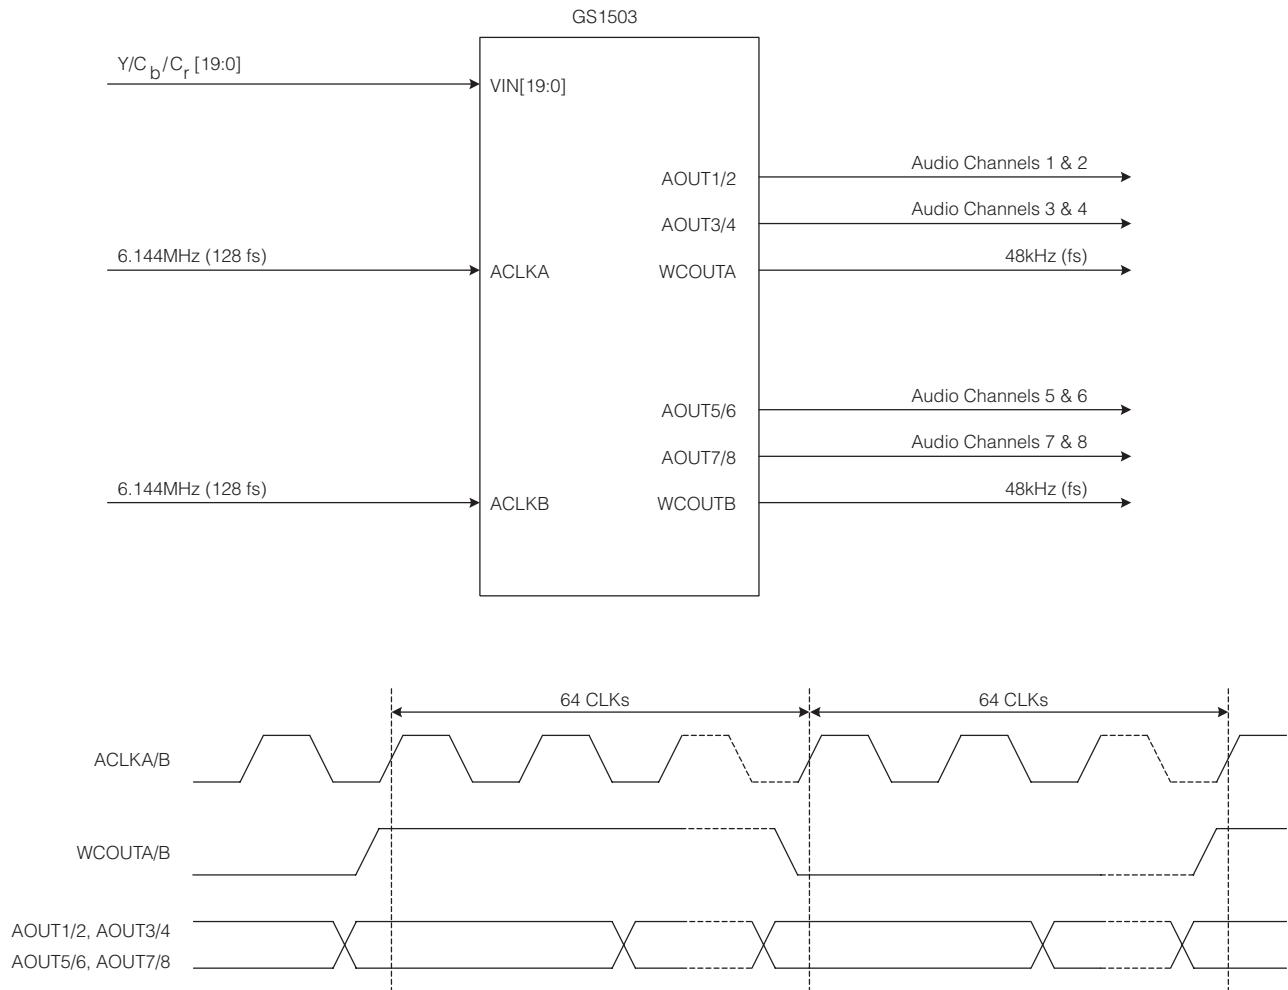 GS1503
Y/Cb/Cr [19:0]
VIN[19:0]
AOUT1/2
Audio Channels 1 & 2
AOUT3/4
Audio Channels 3 & 4
6.144MHz (128 fs)
ACLKA
WCOUTA
48kHz (fs)
AOUT5/6
Audio Channels 5 & 6
AOUT7/8
Audio Channels 7 & 8
6.144MHz (128 fs)
ACLKB
WCOUTB
48kHz (fs)
64 CLKs
64 CLKs
ACLKA/B
WCOUTA/B
AOUT1/2, AOUT3/4
AOUT5/6, AOUT7/8